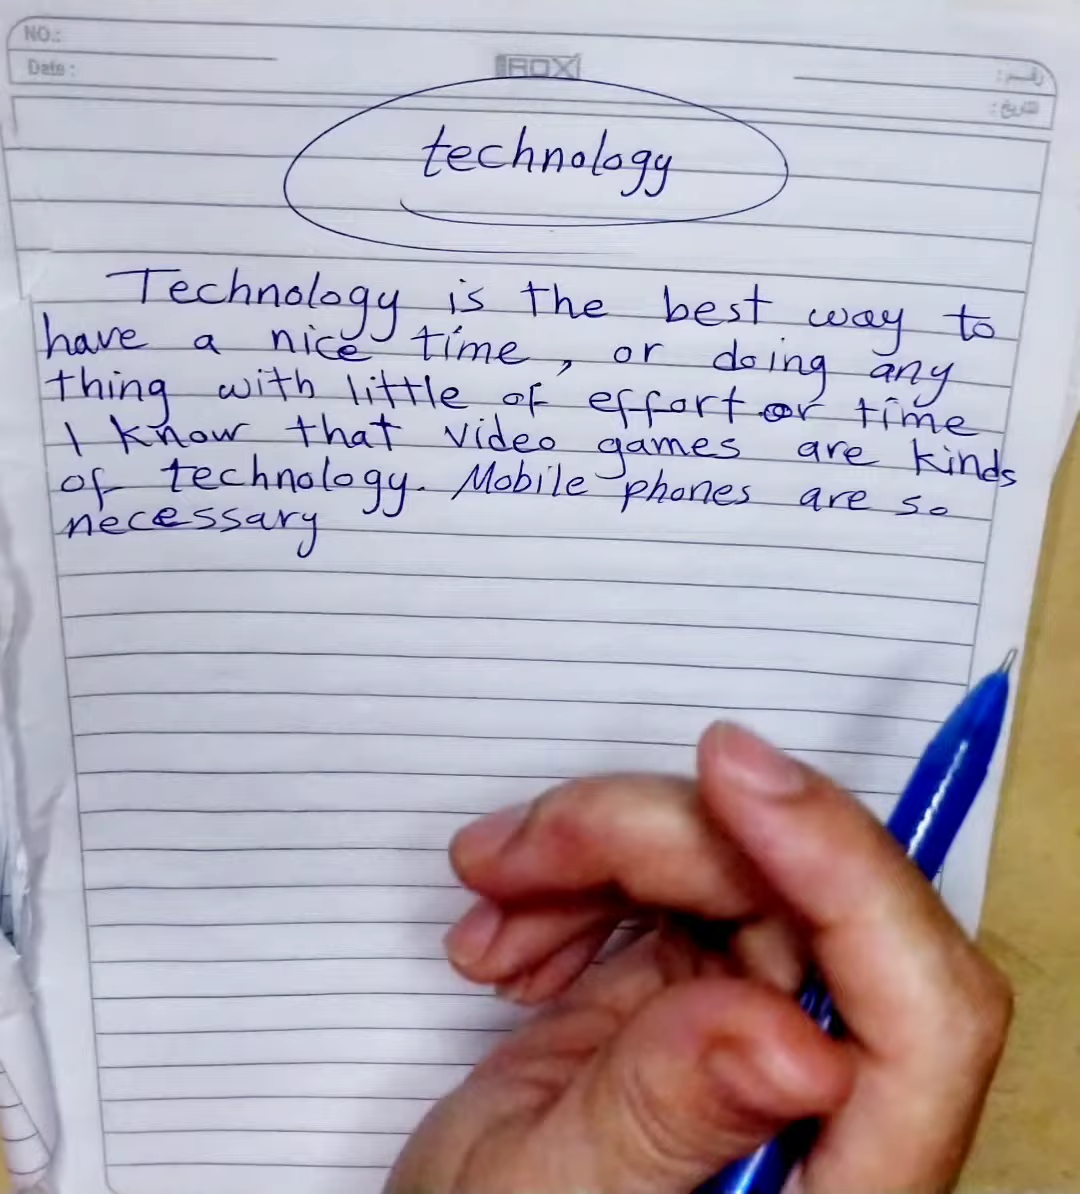 NO.:
Date:
ROX
رقم:
تاريخ:
technology
Technology is the best way to
have a nice time, or doing any
thing with little of effort or time
I know that video games are kinds
of technology. Mobile phones are so
necessary